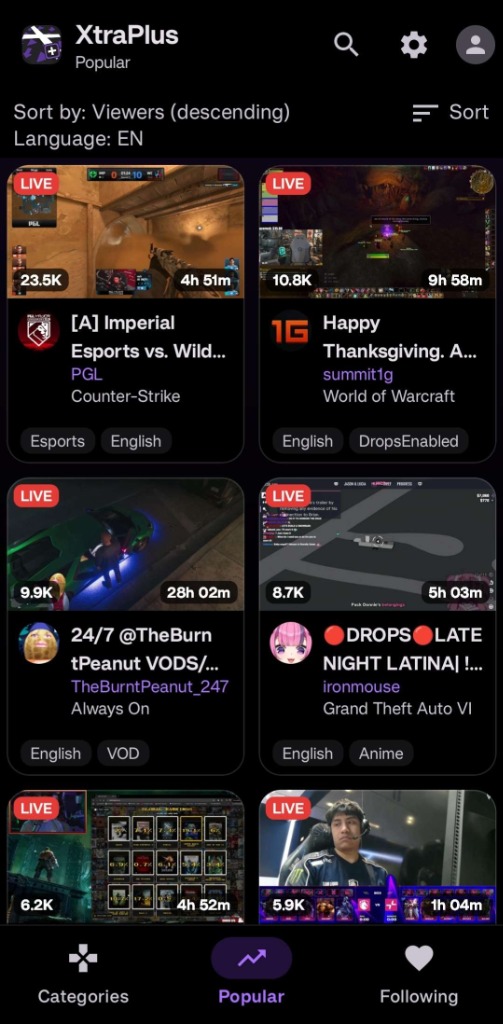 XtraPlus
Popular
Sort by: Viewers (descending)
Sort
Language: EN
LIVE
PGL
23.5K
4h 51m
[A] Imperial
Esports vs. Wild...
PGL
Counter-Strike
Esports
English
LIVE
10.8K
9h 58m
1G
Happy
Thanksgiving. A...
summit1g
World of Warcraft
English
DropsEnabled
LIVE
9.9K
28h 02m
24/7 @TheBurn
tPeanut VODS/...
TheBurntPeanut_247
Always On
English
VOD
LIVE
8.7K
5h 03m
🔴DROPS🔴LATE
NIGHT LATINA| !...
ironmouse
Grand Theft Auto VI
English
Anime
LIVE
6.2K
4h 52m
LIVE
5.9K
1h 04m
Categories
Popular
Following